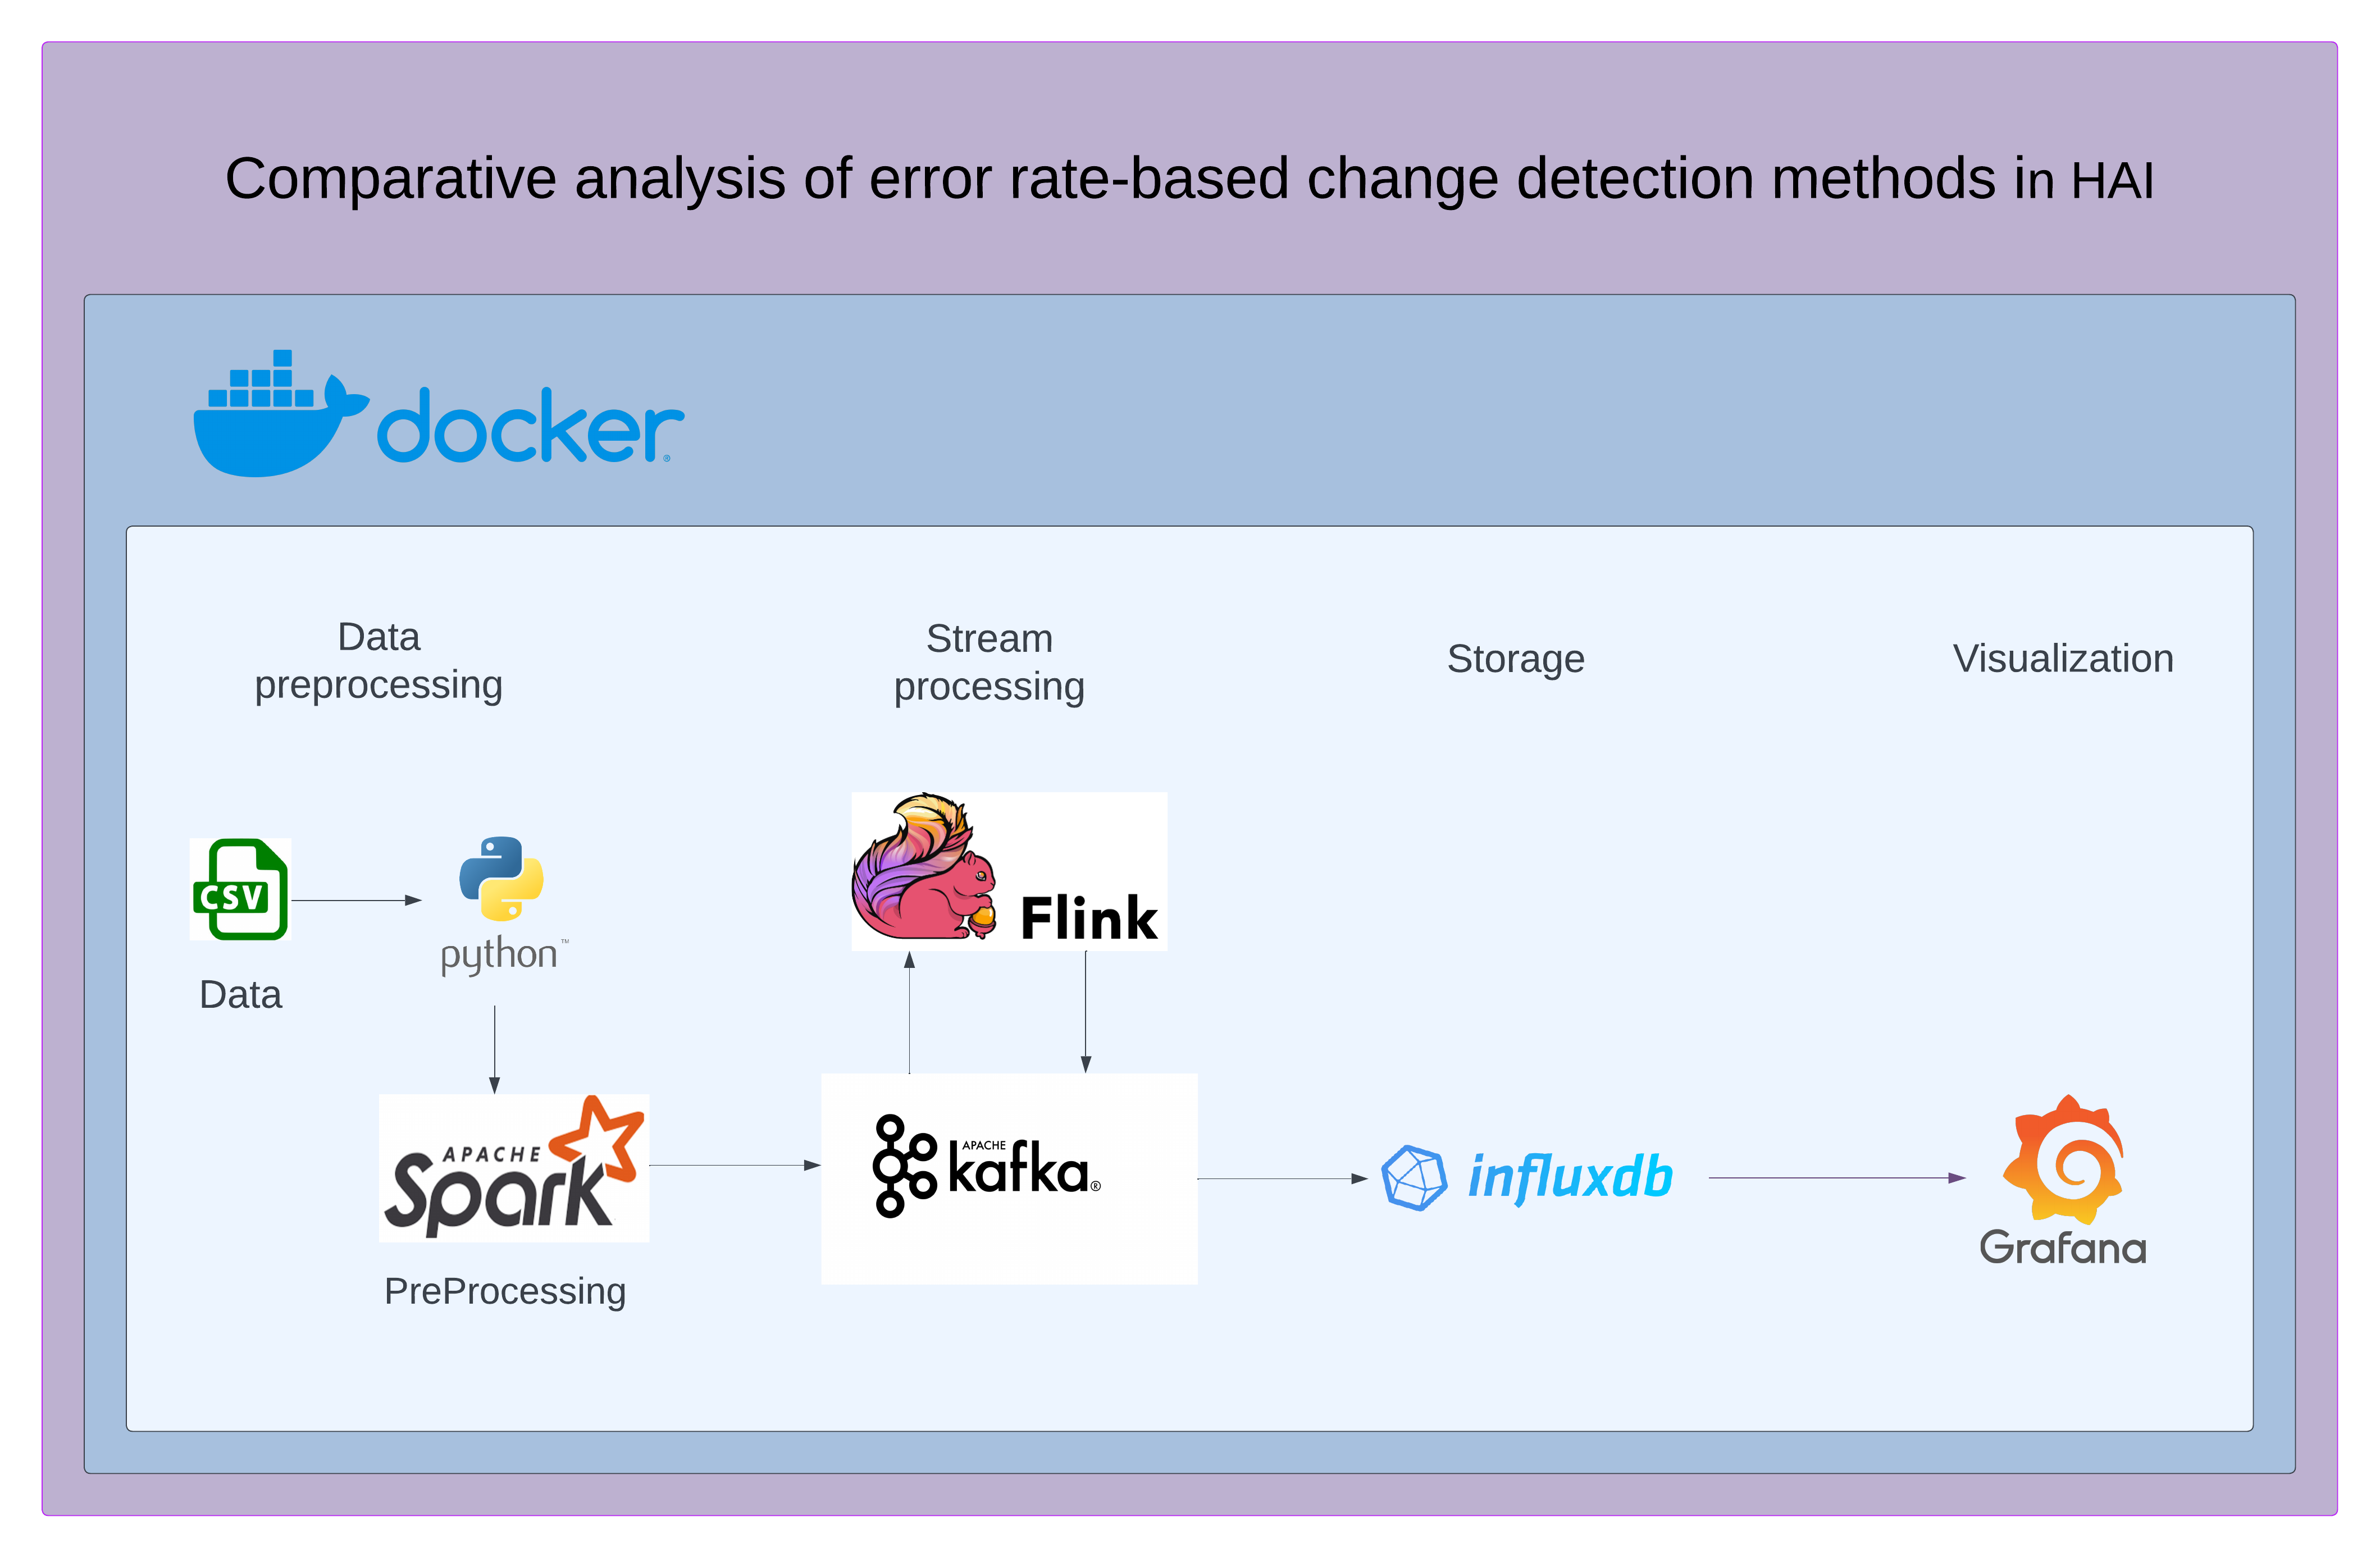 Comparative analysis of error rate-based change detection methods in HAI
docker®
Data
preprocessing
Stream
processing
Storage
Visualization
CSV
Data
python™
Flink
APACHE
Spark
PreProcessing
APACHE
kafka®
influxdb
Grafana